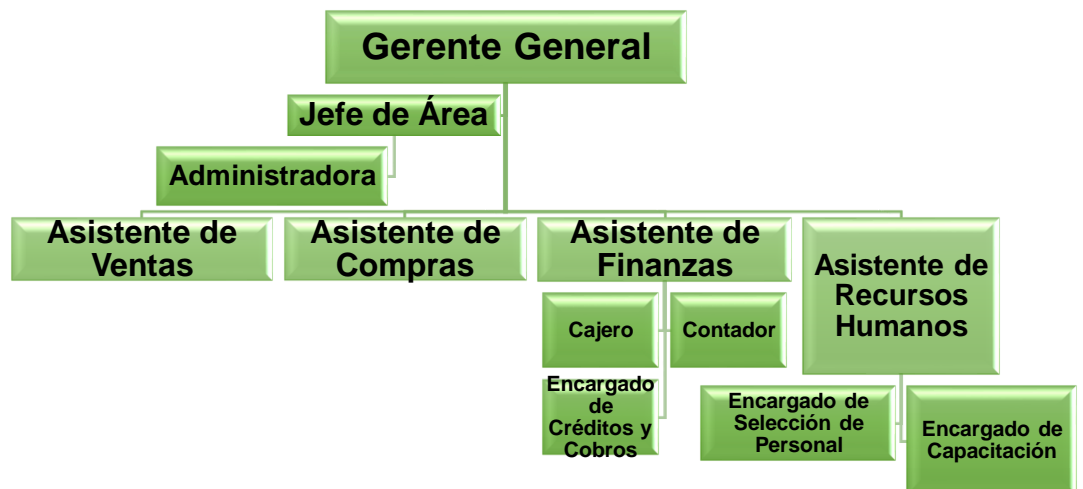 Gerente General
Jefe de Área
Administradora
Asistente de
Ventas
Asistente de
Compras
Asistente de
Finanzas
Asistente de
Recursos
Humanos
Cajero
Contador
Encargado
de
Créditos y
Cobros
Encargado de
Selección de
Personal
Encargado de
Capacitación